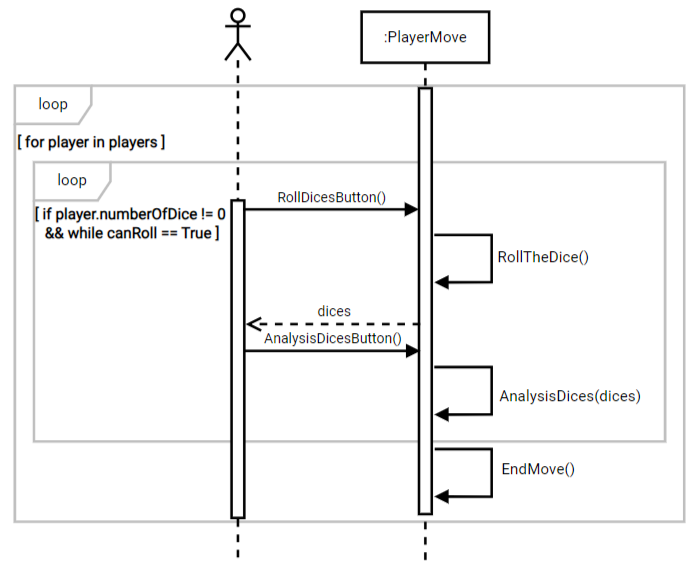 :PlayerMove
loop
[ for player in players ]
loop
[ if player.numberOfDice != 0
&& while canRoll == True ]
RollDicesButton()
RollTheDice()
dices
AnalysisDicesButton()
AnalysisDices(dices)
EndMove()